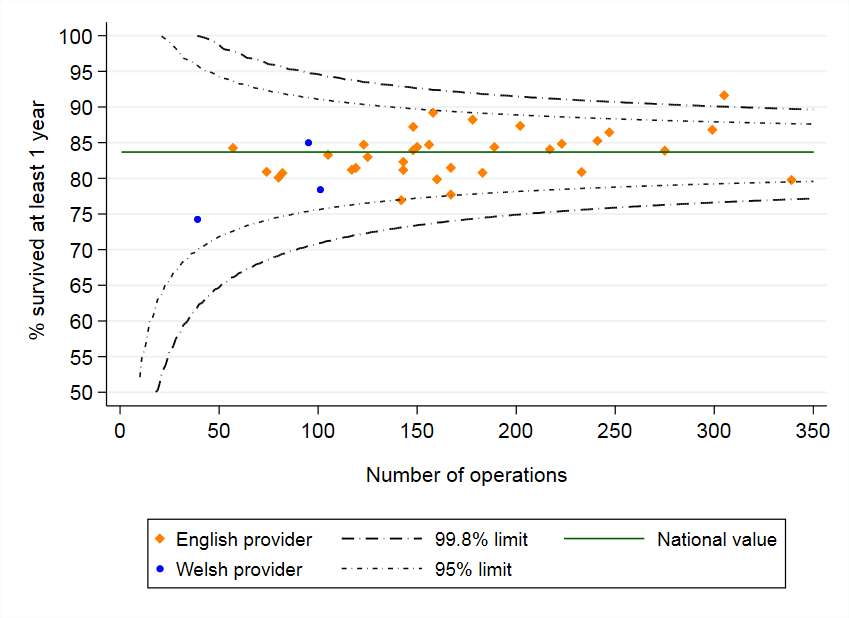 100
95
90
85
80
75
70
65
60
55
50
% survived at least 1 year
0 50 100 150 200 250 300 350
Number of operations
English provider 99.8% limit National value
Welsh provider 95% limit